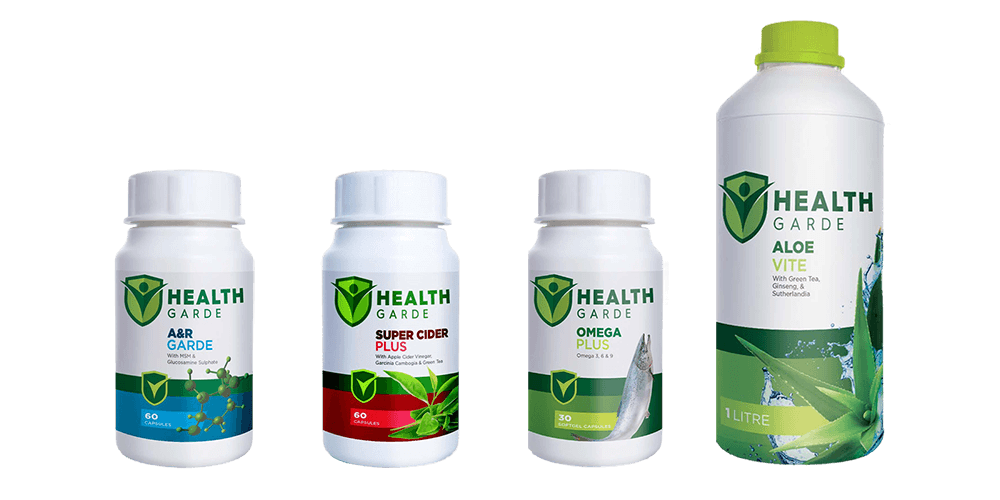 HEALTH
GARDE
A&R
GARDE
With MSM &
Glucosamine Sulphate
60
CAPSULES
HEALTH
GARDE
SUPER CIDER
PLUS
With Apple Cider Vinegar,
Garcinia Cambogia & Green Tea
60
CAPSULES
HEALTH
GARDE
OMEGA
PLUS
Omega 3, 6 & 9
30
SOFTGEL CAPSULES
HEALTH
GARDE
ALOE
VITE
With Green Tea,
Ginseng, &
Sutherlandia
1 LITRE